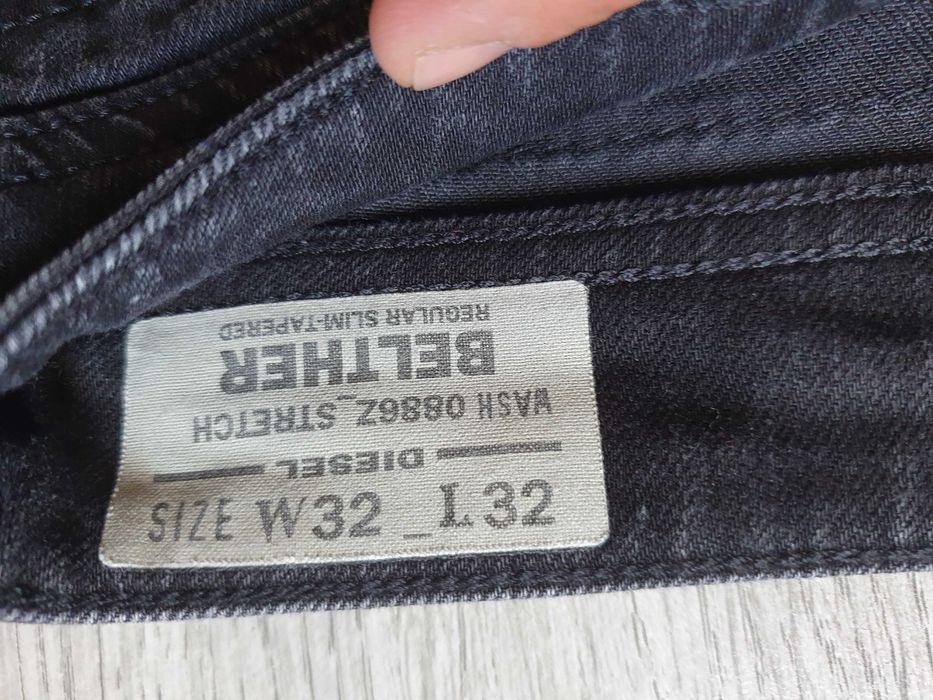 REGULAR SLIM-TAPERED
BELTHER
WASH 0886Z_STRETCH
DIESEL
SIZE W32 _L32